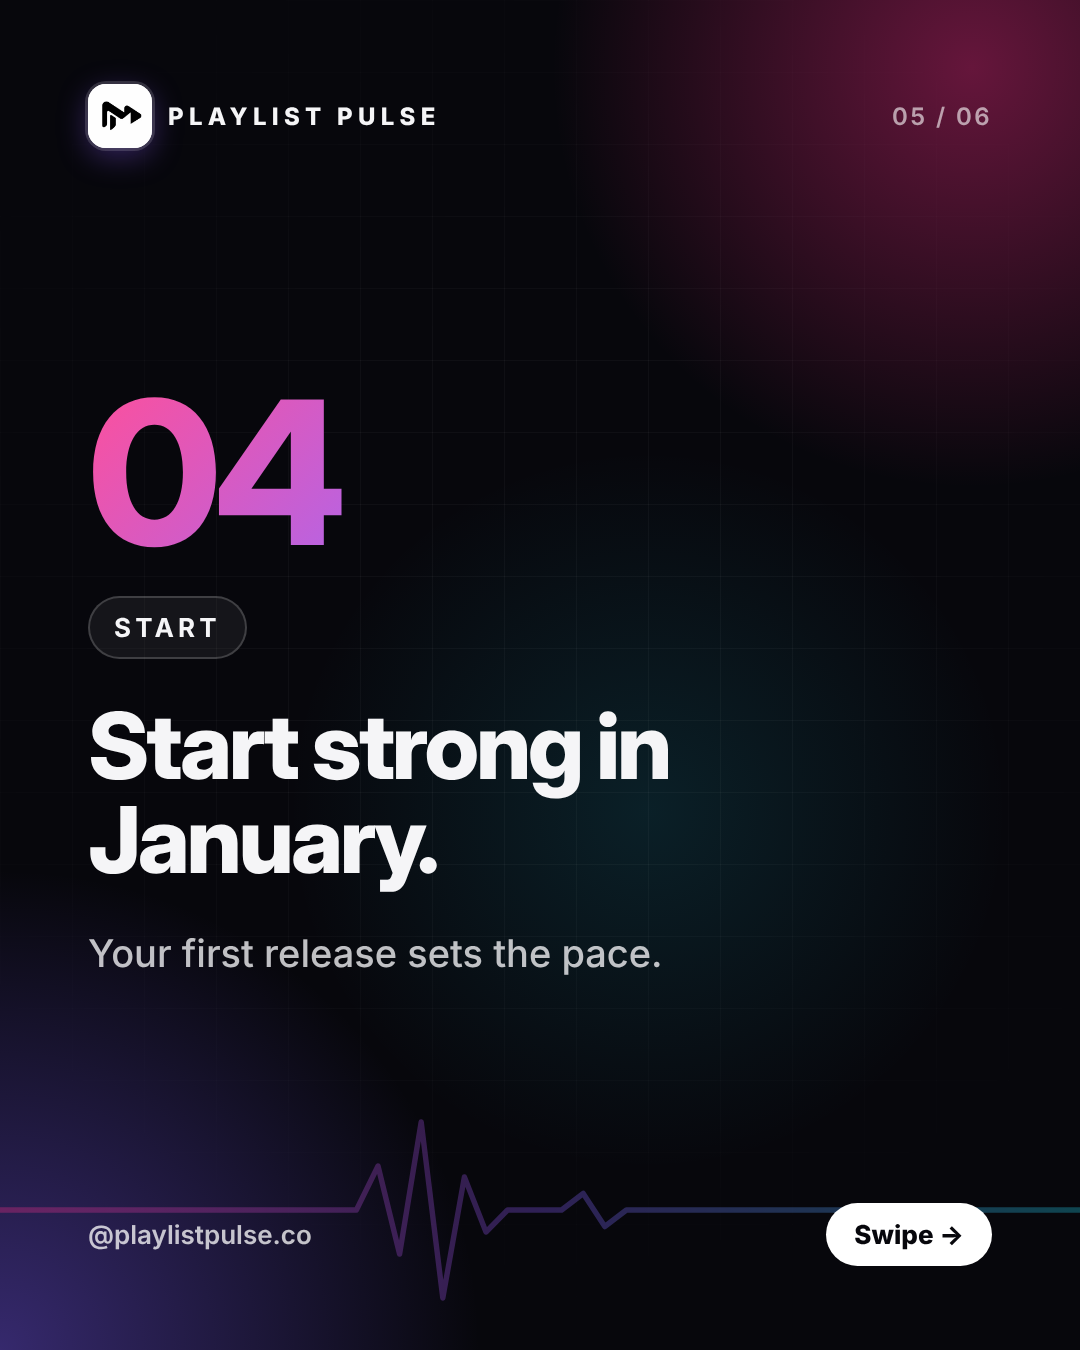 PLAYLIST PULSE
05 / 06
04
START
Start strong in
January.
Your first release sets the pace.
@playlistpulse.co
Swipe →